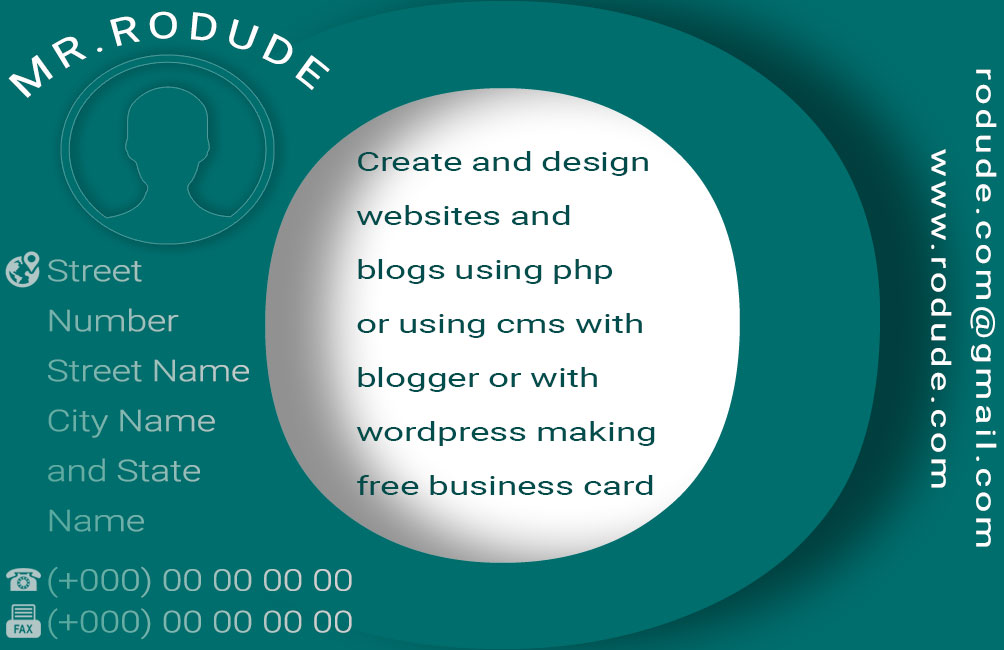 MR.RODUDE
Street
Number
Street Name
City Name
and State
Name
(+000) 00 00 00 00
FAX
(+000) 00 00 00 00
Create and design
websites and
blogs using php
or using cms with
blogger or with
wordpress making
free business card
www.rodude.com
rodude.com@gmail.com